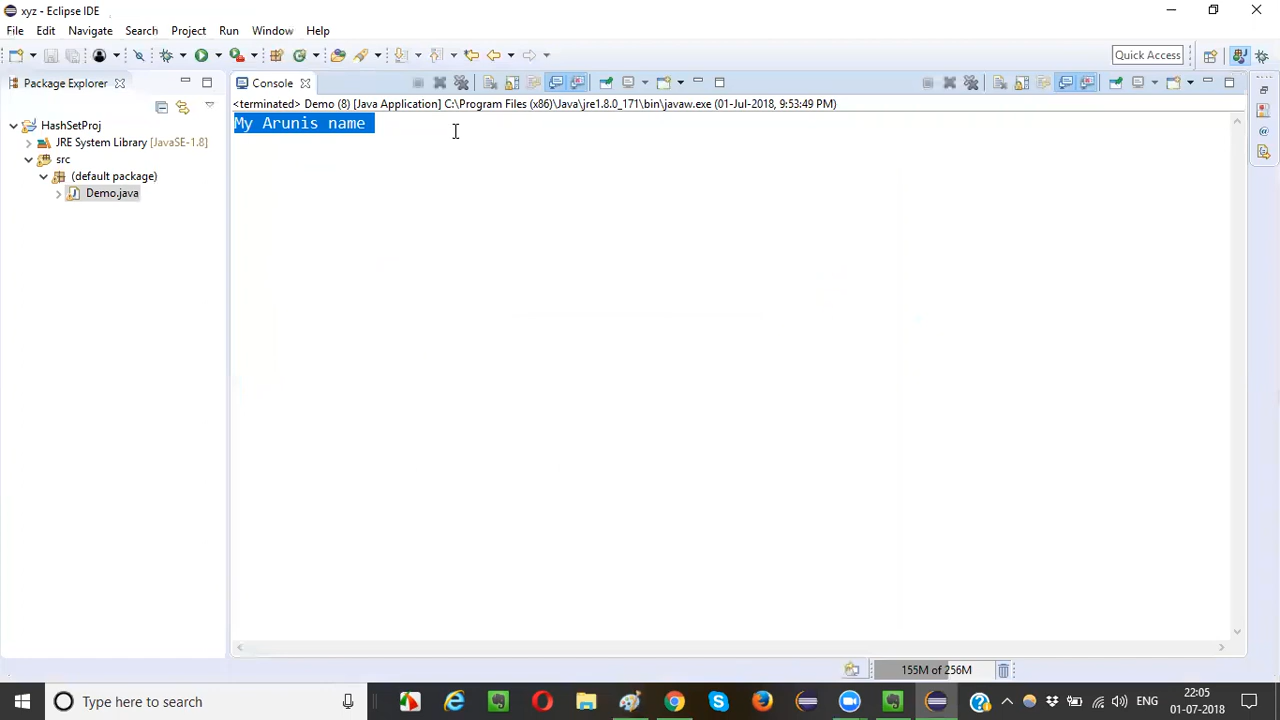 xyz - Eclipse IDE
File Edit Navigate Search Project Run Window Help
Quick Access
Package Explorer
Console
<terminated> Demo (8) [Java Application] C:\Program Files (x86)\Java\jre1.8.0_171\bin\javaw.exe (01-Jul-2018, 9:53:49 PM)
HashSetProj
JRE System Library [JavaSE-1.8]
src
(default package)
Demo.java
My Arunis name
155M of 256M
Type here to search
ENG
22:05
01-07-2018